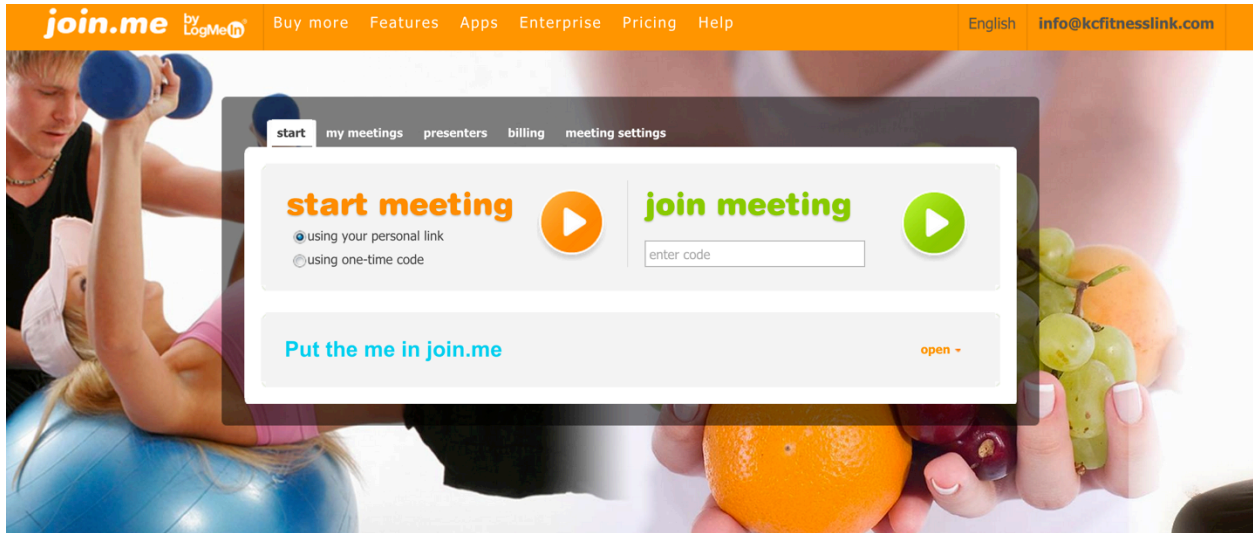 join.me by LogMeIn® Buy more Features Apps Enterprise Pricing Help English info@kcfitnesslink.com
start my meetings presenters billing meeting settings
start meeting
using your personal link
using one-time code
join meeting
enter code
Put the me in join.me open